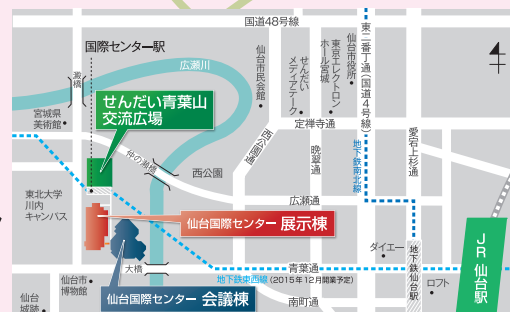 国道48号線
国際センター駅
広瀬川
仙台市民会館
せんだい
メディアテーク
東京エレクトロン
ホール宮城
仙台市役所
東二番丁通(国道4号線)
澱橋
せんだい青葉山
交流広場
宮城県
美術館
定禅寺通
西公園通
晩翠通
地下鉄南北線
愛宕上杉通
仲の瀬橋
西公園
東北大学
川内
キャンパス
広瀬通
仙台国際センター 展示棟
大橋
青葉通
地下鉄東西線(2015年12月開業予定)
ダイエー
地下鉄仙台駅
JR 仙台駅
ロフト
仙台市
博物館
仙台
城跡
仙台国際センター 会議棟
南町通